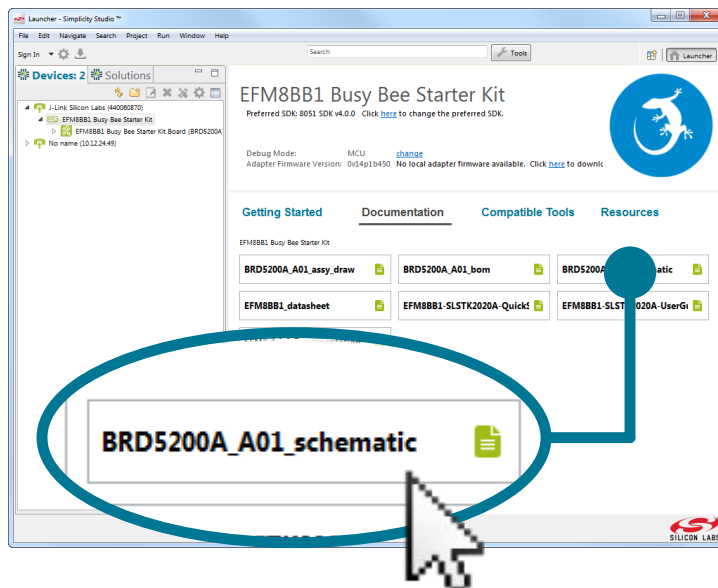 Launcher - Simplicity Studio ™
File Edit Navigate Search Project Run Window Help
Sign In
Search
Tools
Launcher
Devices: 2
Solutions
J-Link Silicon Labs (440060870)
EFM8BB1 Busy Bee Starter Kit
EFM8BB1 Busy Bee Starter Kit Board (BRD5200A
No name (10.12.24.49)
EFM8BB1 Busy Bee Starter Kit
Preferred SDK: 8051 SDK v4.0.0 Click here to change the preferred SDK.
Debug Mode: MCU change
Adapter Firmware Version: 0v14p1b450 No local adapter firmware available. Click here to downlo
Getting Started Documentation Compatible Tools Resources
EFM8BB1 Busy Bee Starter Kit
BRD5200A_A01_assy_draw
BRD5200A_A01_bom
BRD5200A atic
EFM8BB1_datasheet
EFM8BB1-SLSTK2020A-QuickS
EFM8BB1-SLST 020A-UserGu
BRD5200A_A01_schematic
SILICON LABS